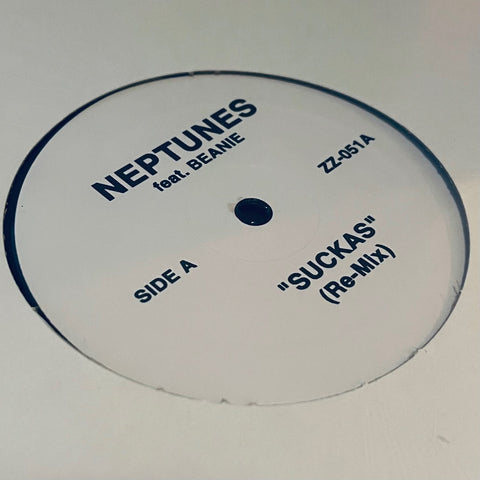 NEPTUNES
feat. BEANIE
ZZ-051A
SIDE A
"SUCKAS"
(Re-Mix)